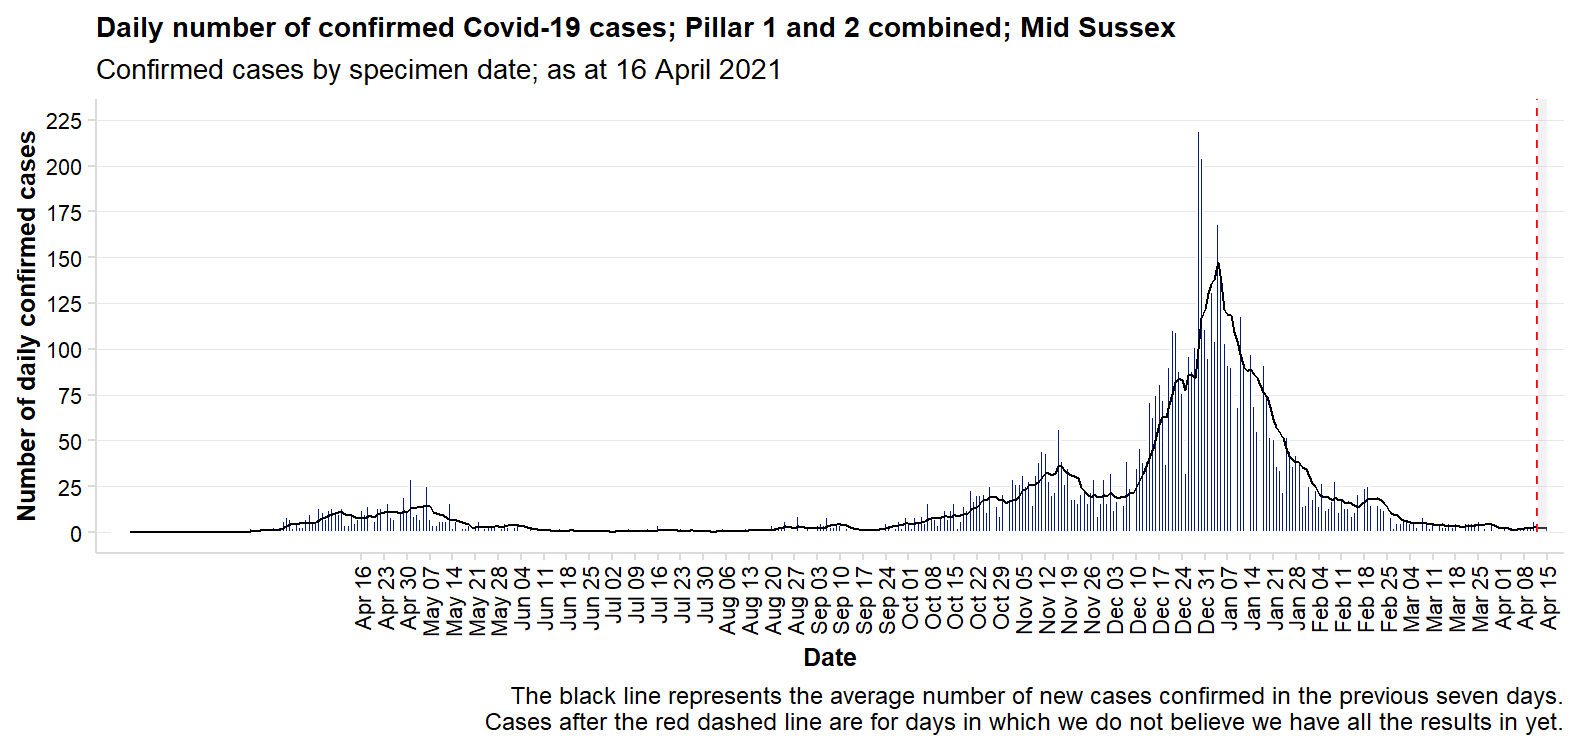 Daily number of confirmed Covid-19 cases; Pillar 1 and 2 combined; Mid Sussex
Confirmed cases by specimen date; as at 16 April 2021
Number of daily confirmed cases
225
200
175
150
125
100
75
50
25
0
Apr 16
Apr 23
Apr 30
May 07
May 14
May 21
May 28
Jun 04
Jun 11
Jun 18
Jun 25
Jul 02
Jul 09
Jul 16
Jul 23
Jul 30
Aug 06
Aug 13
Aug 20
Aug 27
Sep 03
Sep 10
Sep 17
Sep 24
Oct 01
Oct 08
Oct 15
Oct 22
Oct 29
Nov 05
Nov 12
Nov 19
Nov 26
Dec 03
Dec 10
Dec 17
Dec 24
Dec 31
Jan 07
Jan 14
Jan 21
Jan 28
Feb 04
Feb 11
Feb 18
Feb 25
Mar 04
Mar 11
Mar 18
Mar 25
Apr 01
Apr 08
Apr 15
Date
The black line represents the average number of new cases confirmed in the previous seven days.
Cases after the red dashed line are for days in which we do not believe we have all the results in yet.